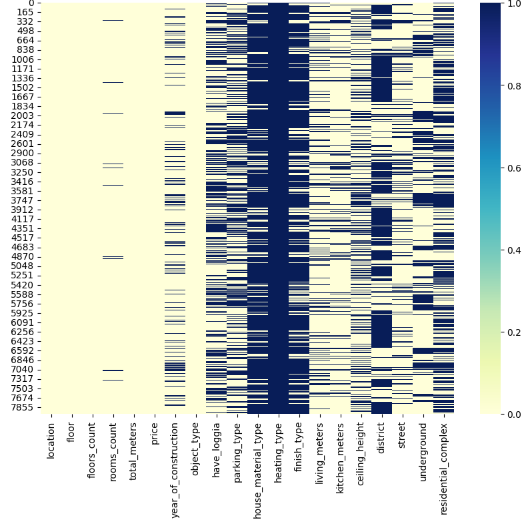 0
165
332
498
664
838
1006
1171
1336
1502
1667
1834
2003
2174
2409
2601
2900
3068
3250
3416
3581
3747
3912
4117
4351
4517
4683
4870
5048
5251
5420
5588
5756
5925
6091
6256
6423
6592
6846
7040
7317
7503
7674
7855
location
floor
floors_count
rooms_count
total_meters
price
year_of_construction
object_type
have_loggia
parking_type
house_material_type
heating_type
finish_type
living_meters
kitchen_meters
ceiling_height
district
street
underground
residential_complex
1.0
0.8
0.6
0.4
0.2
0.0